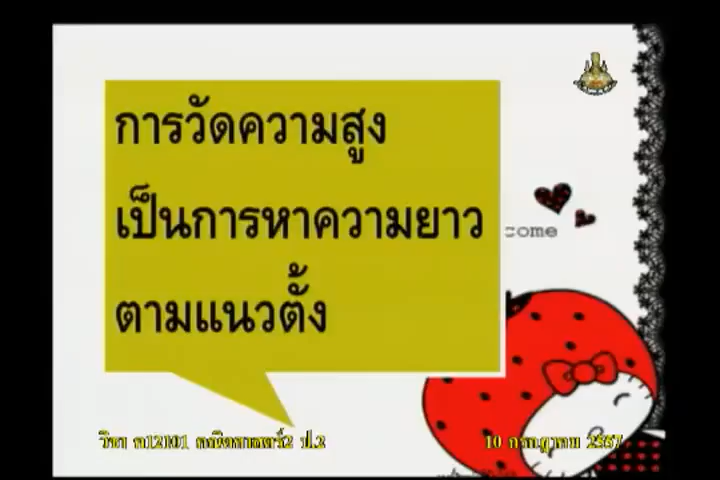 การวัดความสูง
เป็นการหาความยาว
ตามแนวตั้ง
come
วิชา ค12101 คณิตศาสตร์2 ป.2
10 กรกฎาคม 2557